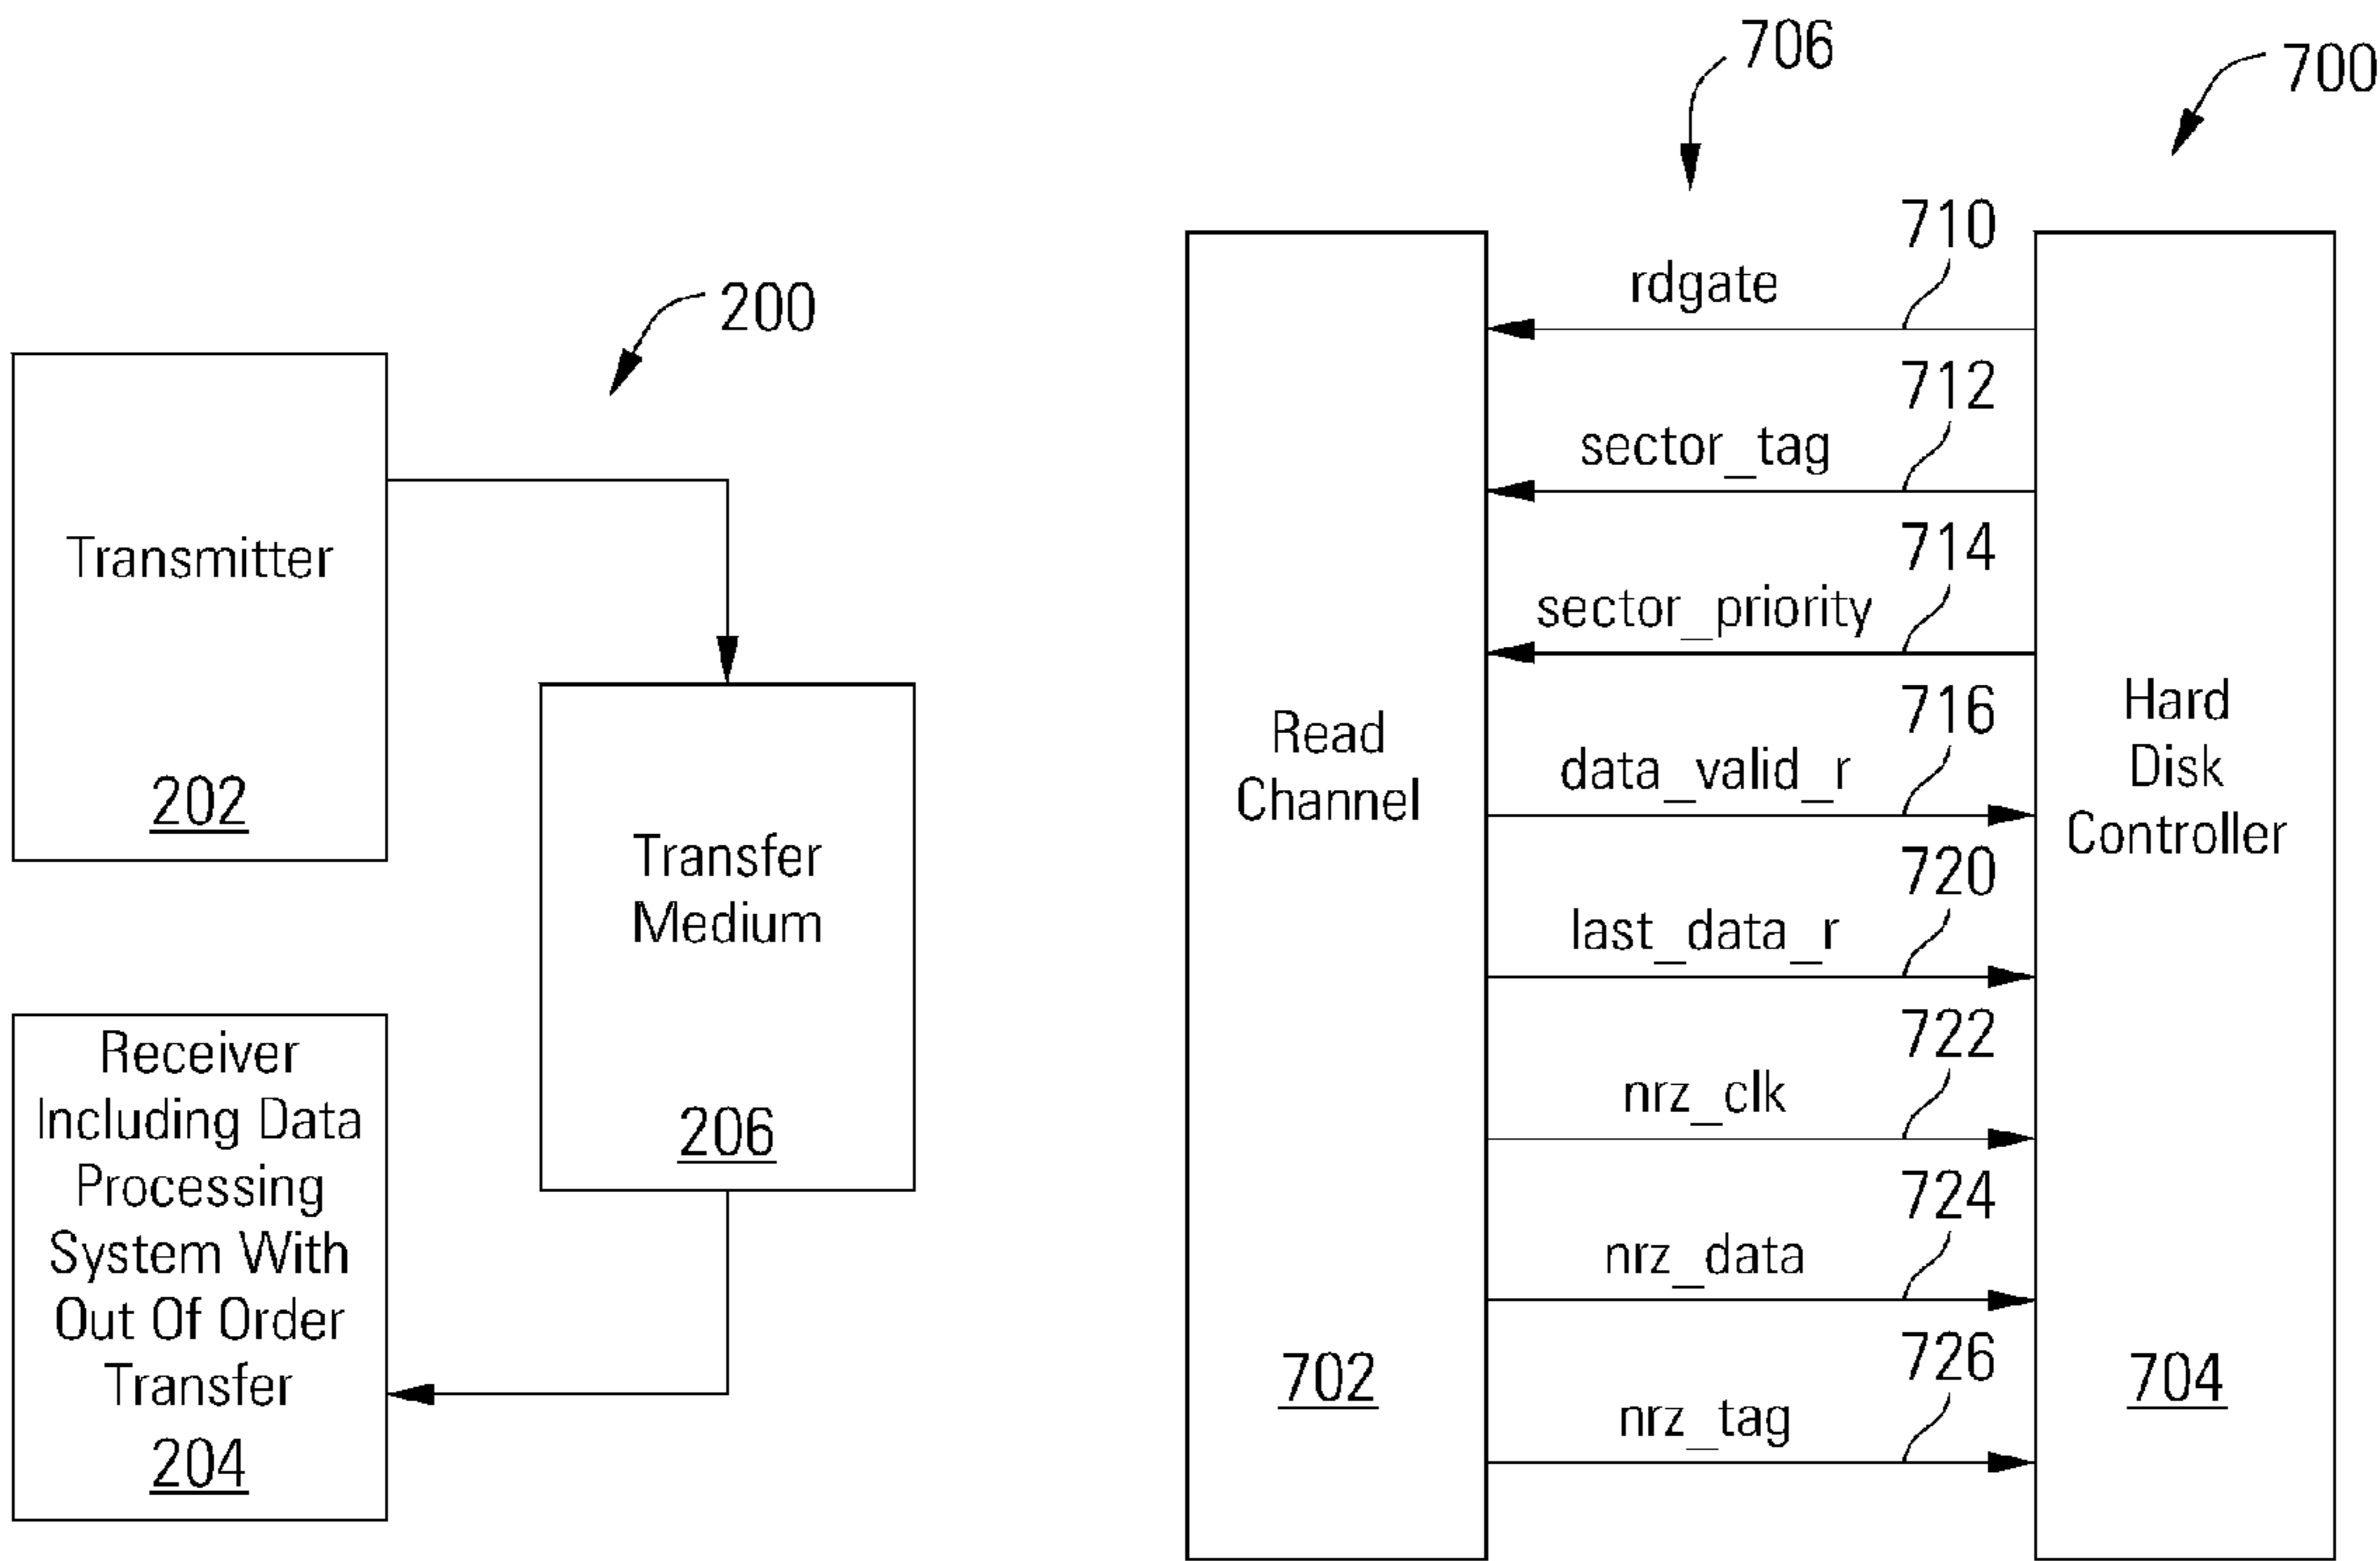 200
Transmitter
202
Transfer
Medium
206
Receiver
Including Data
Processing
System With
Out Of Order
Transfer
204
706
700
710
rdgate
712
sector_tag
714
sector_priority
716
data_valid_r
720
last_data_r
722
nrz_clk
724
nrz_data
726
nrz_tag
Read
Channel
702
Hard
Disk
Controller
704